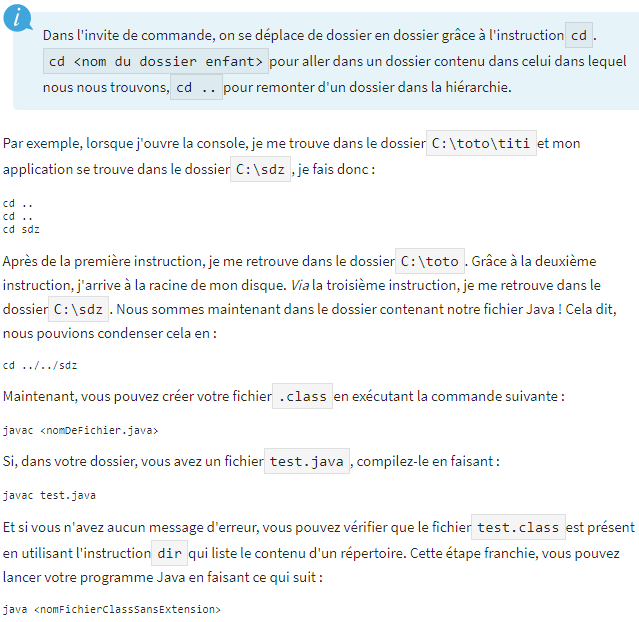 Dans l'invite de commande, on se déplace de dossier en dossier grâce à l'instruction cd .
cd <nom du dossier enfant> pour aller dans un dossier contenu dans celui dans lequel
nous nous trouvons, cd .. pour remonter d'un dossier dans la hiérarchie.
Par exemple, lorsque j'ouvre la console, je me trouve dans le dossier C:\toto\titi et mon
application se trouve dans le dossier C:\sdz , je fais donc :
cd ..
cd ..
cd sdz
Après de la première instruction, je me retrouve dans le dossier C:\toto . Grâce à la deuxième
instruction, j'arrive à la racine de mon disque. Via la troisième instruction, je me retrouve dans le
dossier C:\sdz . Nous sommes maintenant dans le dossier contenant notre fichier Java ! Cela dit,
nous pouvions condenser cela en :
cd ../../sdz
Maintenant, vous pouvez créer votre fichier .class en exécutant la commande suivante :
javac <nomDeFichier.java>
Si, dans votre dossier, vous avez un fichier test.java , compilez-le en faisant :
javac test.java
Et si vous n'avez aucun message d'erreur, vous pouvez vérifier que le fichier test.class est présent
en utilisant l'instruction dir qui liste le contenu d'un répertoire. Cette étape franchie, vous pouvez
lancer votre programme Java en faisant ce qui suit :
java <nomFichierClassSansExtension>